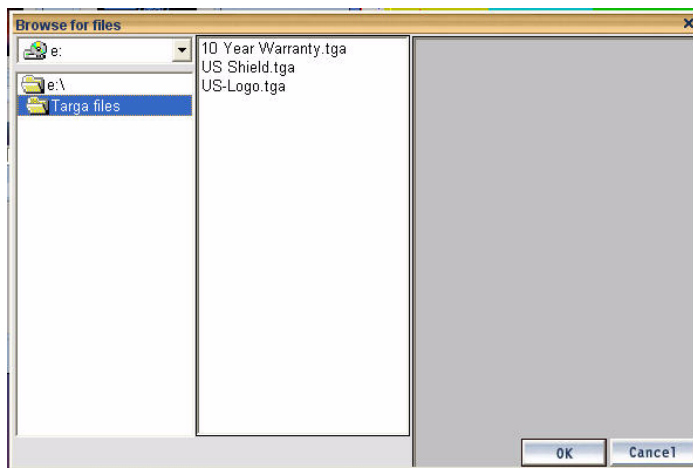 Browse for files
e:
e:\
Targa files
10 Year Warranty.tga
US Shield.tga
US-Logo.tga
OK
Cancel